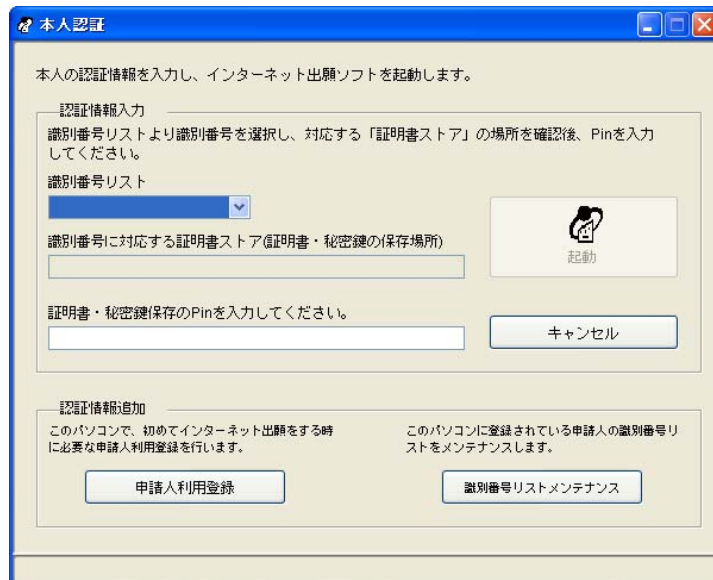 本人認証
本人の認証情報を入力し、インターネット出願ソフトを起動します。
認証情報入力
識別番号リストより識別番号を選択し、対応する「証明書ストア」の場所を確認後、Pinを入力
してください。
識別番号リスト
識別番号に対応する証明書ストア(証明書・秘密鍵の保存場所)
起動
証明書・秘密鍵保存のPinを入力してください。
キャンセル
認証情報追加
このパソコンで、初めてインターネット出願をする時
に必要な申請人利用登録を行います。
申請人利用登録
このパソコンに登録されている申請人の識別番号リ
ストをメンテナンスします。
識別番号リストメンテナンス